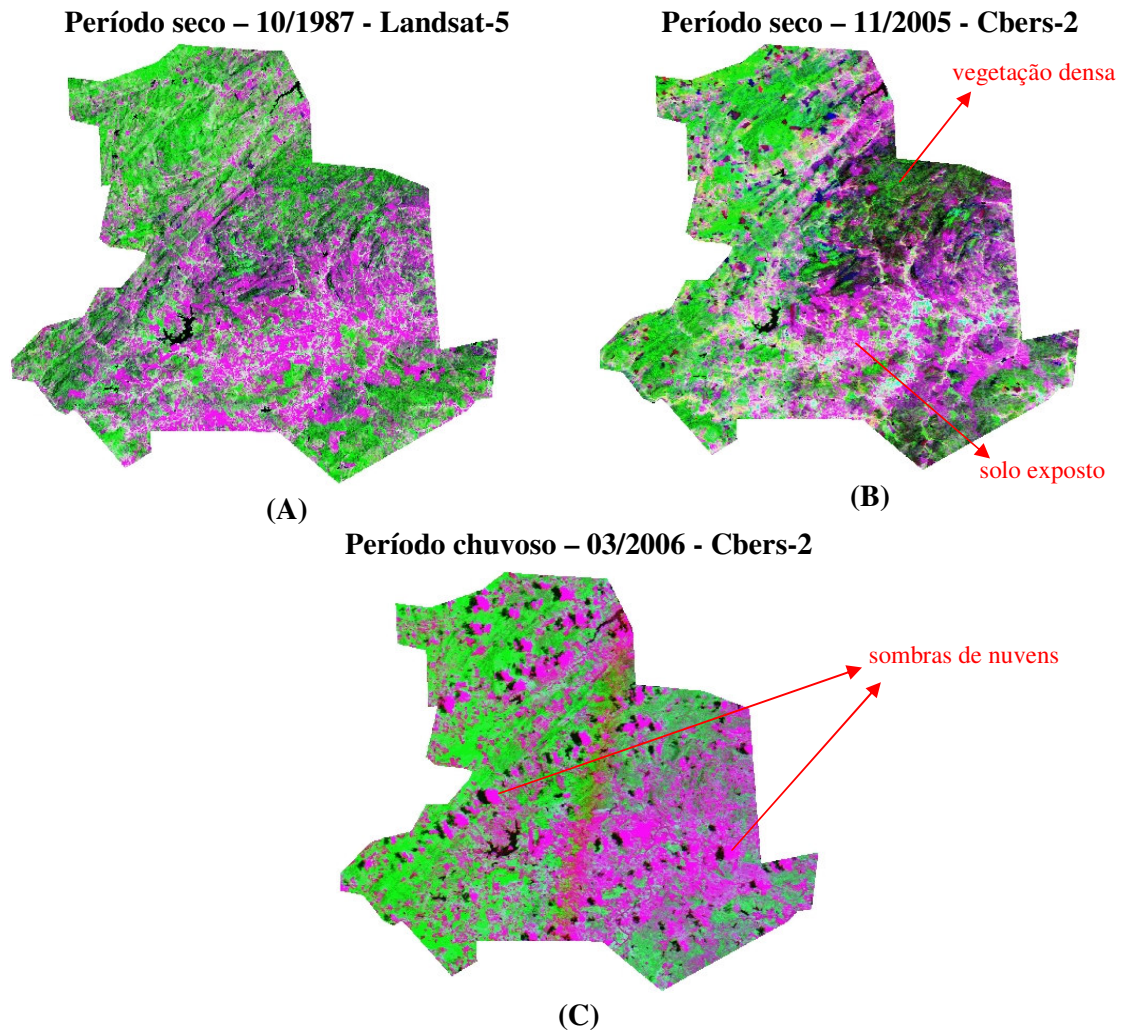 Período seco – 10/1987 - Landsat-5
Período seco – 11/2005 - Cbers-2
vegetação densa
solo exposto
(A)
(B)
Período chuvoso – 03/2006 - Cbers-2
sombras de nuvens
(C)